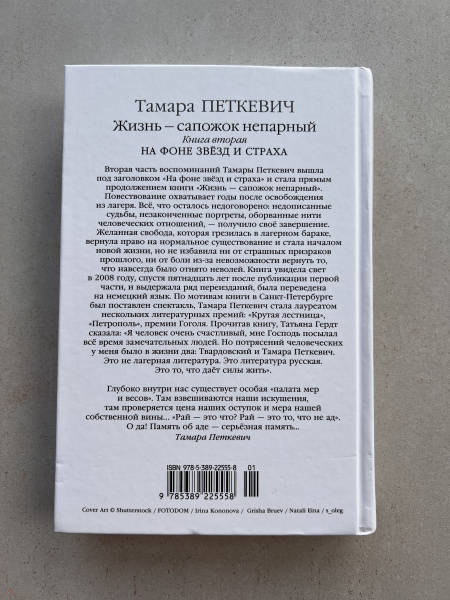 Тамара ПЕТКЕВИЧ
Жизнь – сапожок непарный
Книга вторая
НА ФОНЕ ЗВЁЗД И СТРАХА
Вторая часть воспоминаний Тамары Петкевич вышла
под заголовком «На фоне звёзд и страха» и стала прямым
продолжением книги «Жизнь – сапожок непарный».
Повествование охватывает годы после освобождения
из лагеря. Всё, что осталось недоговорено: недописанные
судьбы, незаконченные портреты, оборванные нити
человеческих отношений, – получило своё завершение.
Желанная свобода, которая грезилась в лагерном бараке,
вернула право на нормальное существование и стала началом
новой жизни, но не избавила ни от страшных призраков
прошлого, ни от боли из-за невозможности вернуть то,
что навсегда было отнято неволей. Книга увидела свет
в 2008 году, спустя пятнадцать лет после публикации первой
части, и выдержала ряд переизданий, была переведена
на немецкий язык. По мотивам книги в Санкт-Петербурге
был поставлен спектакль, Тамара Петкевич стала лауреатом
нескольких литературных премий: «Крутая лестница»,
«Петрополь», премии Гоголя. Прочитав книгу, Татьяна Гердт
сказала: «Я человек очень счастливый, мне Господь посылал
всё время замечательных людей. Но потрясений человеческих
у меня было в жизни два: Твардовский и Тамара Петкевич.
Это не лагерная литература. Это литература русская.
Это то, что даёт силы жить».
Глубоко внутри нас существует особая «палата мер
и весов». Там взвешиваются наши искушения,
там проверяется цена наших оступок и мера нашей
собственной вины... «Рай – это что? Рай – это то, что не ад».
О да! Память об аде – серьёзная память...
Тамара Петкевич
ISBN 978-5-389-22555-8
01
9 785389 225558
Cover Art © Shutterstock / FOTODOM / Irina Kononova / Grisha Bruev / Natali Eina / s_oleg